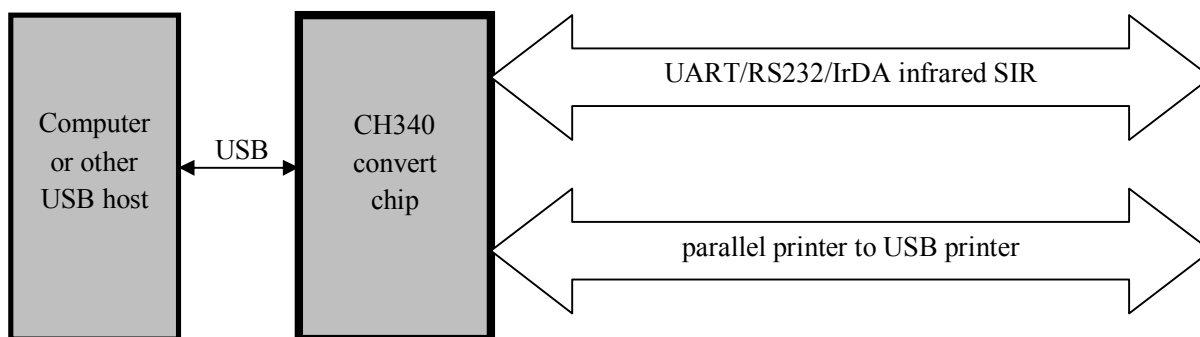 Computer
or other
USB host
USB
CH340
convert
chip
UART/RS232/IrDA infrared SIR
parallel printer to USB printer